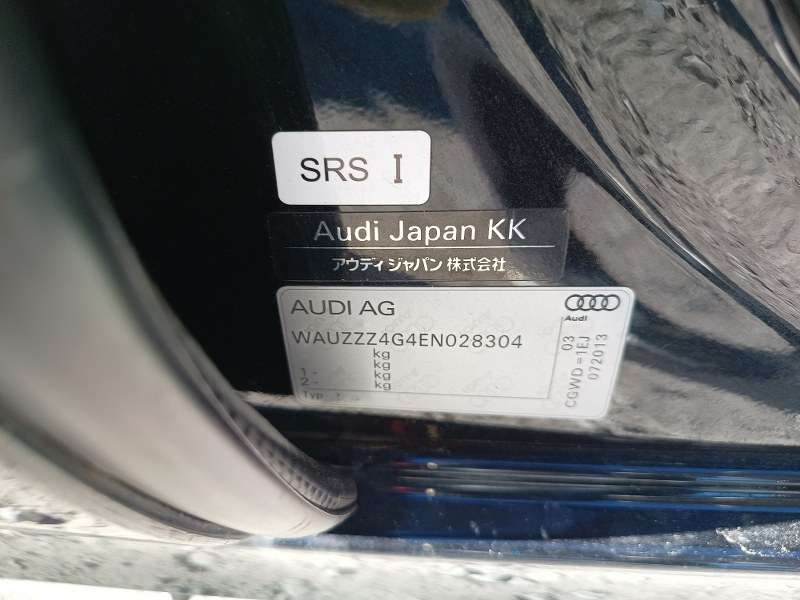 SRS I
Audi Japan KK
アウディ ジャパン 株式会社
AUDI AG
Audi
WAUZZZ4G4EN028304
kg
kg
1 - kg
2 - kg
Typ
03
CGWD =1EJ
072013